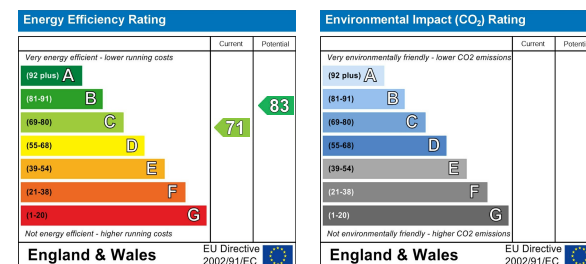 Energy Efficiency Rating
Current Potential
Very energy efficient - lower running costs
(92 plus) A
(81-91) B
(69-80) C
(55-68) D
(39-54) E
(21-38) F
(1-20) G
71
83
Not energy efficient - higher running costs
England & Wales
EU Directive
2002/91/EC
Environmental Impact (CO₂) Rating
Current Potenti
Very environmentally friendly - lower CO2 emissions
(92 plus) A
(81-91) B
(69-80) C
(55-68) D
(39-54) E
(21-38) F
(1-20) G
Not environmentally friendly - higher CO2 emissions
England & Wales
EU Directive
2002/91/EC